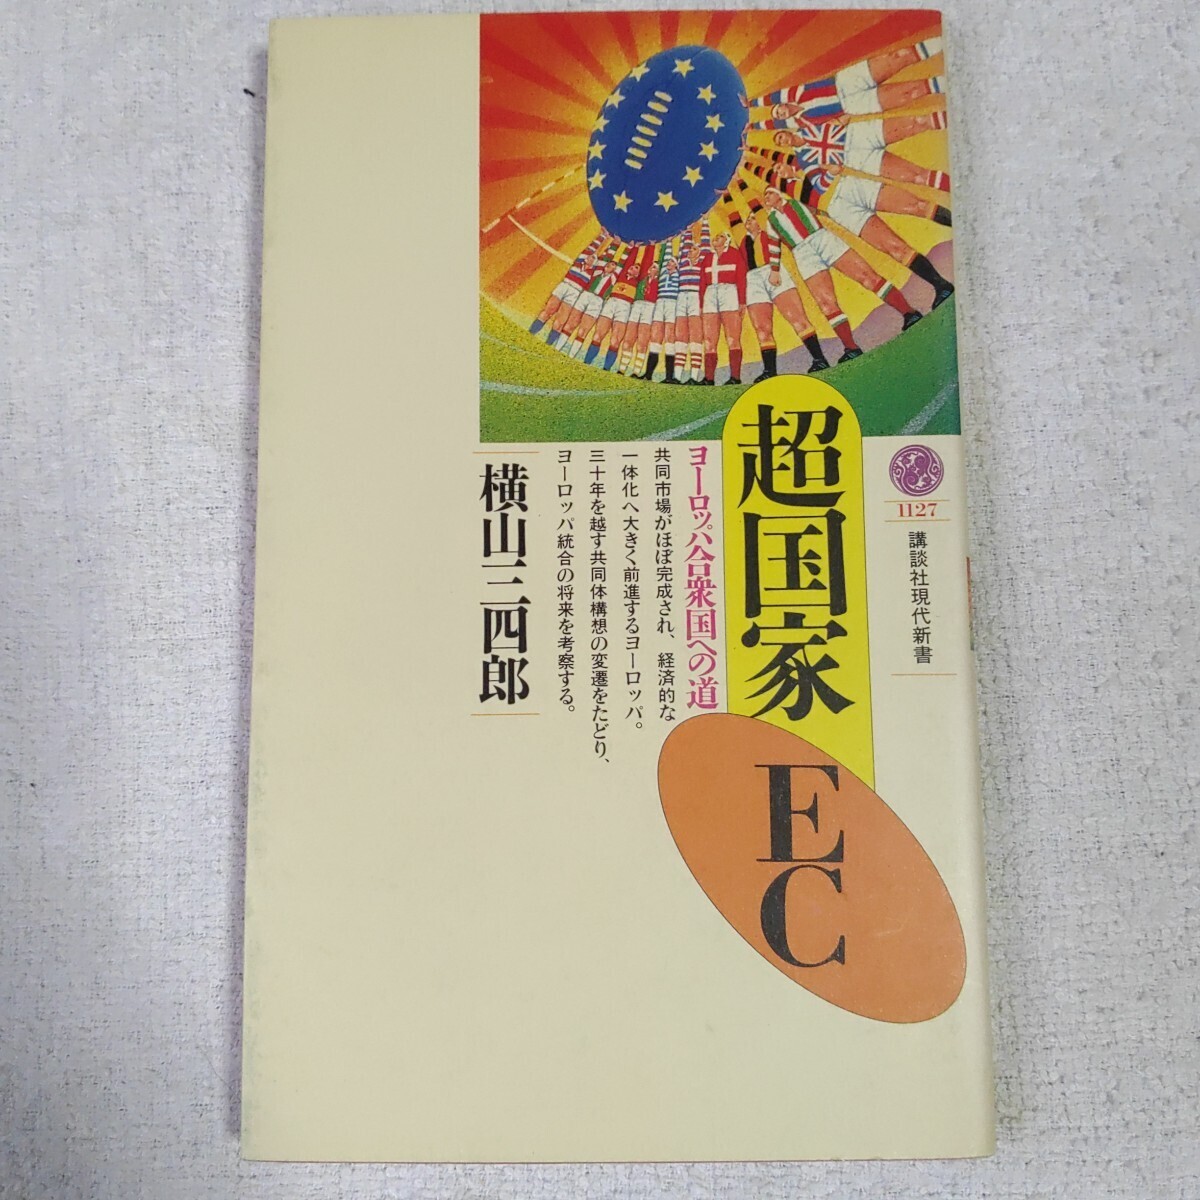 1127
講談社現代新書
超国家
EC
ヨーロッパ合衆国への道
共同市場がほぼ完成され、経済的な
一体化へ大きく前進するヨーロッパ。
三十年を越す共同体構想の変遷をたどり、
ヨーロッパ統合の将来を考察する。
横山三四郎